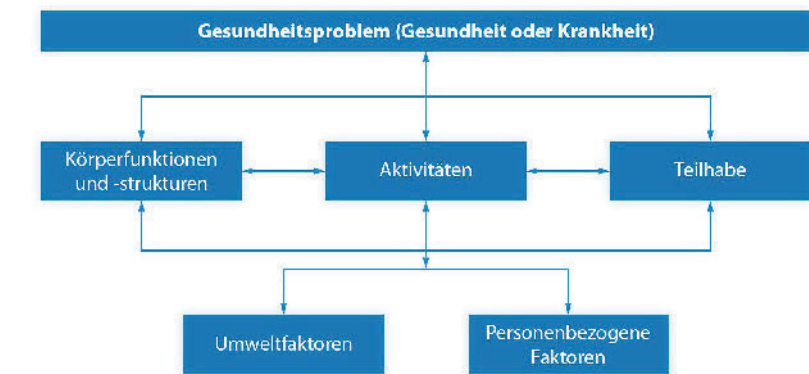 Gesundheitsproblem (Gesundheit oder Krankheit)
Körperfunktionen
und -strukturen
Aktivitäten
Teilhabe
Umweltfaktoren
Personenbezogene
Faktoren